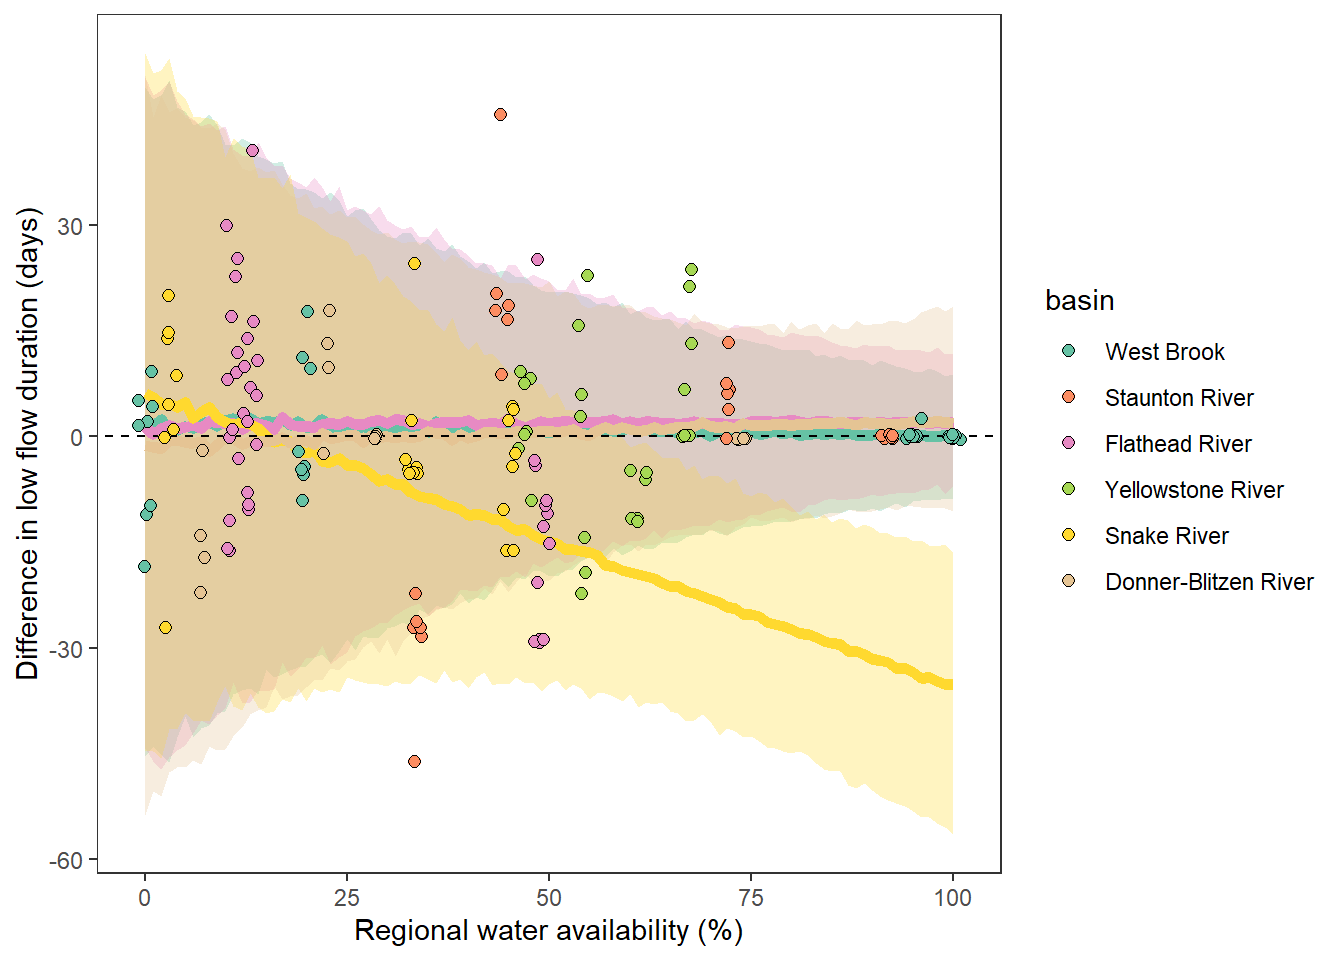 Difference in low flow duration (days)
30
0
-30
-60
0 25 50 75 100
Regional water availability (%)
basin
West Brook
Staunton River
Flathead River
Yellowstone River
Snake River
Donner-Blitzen River